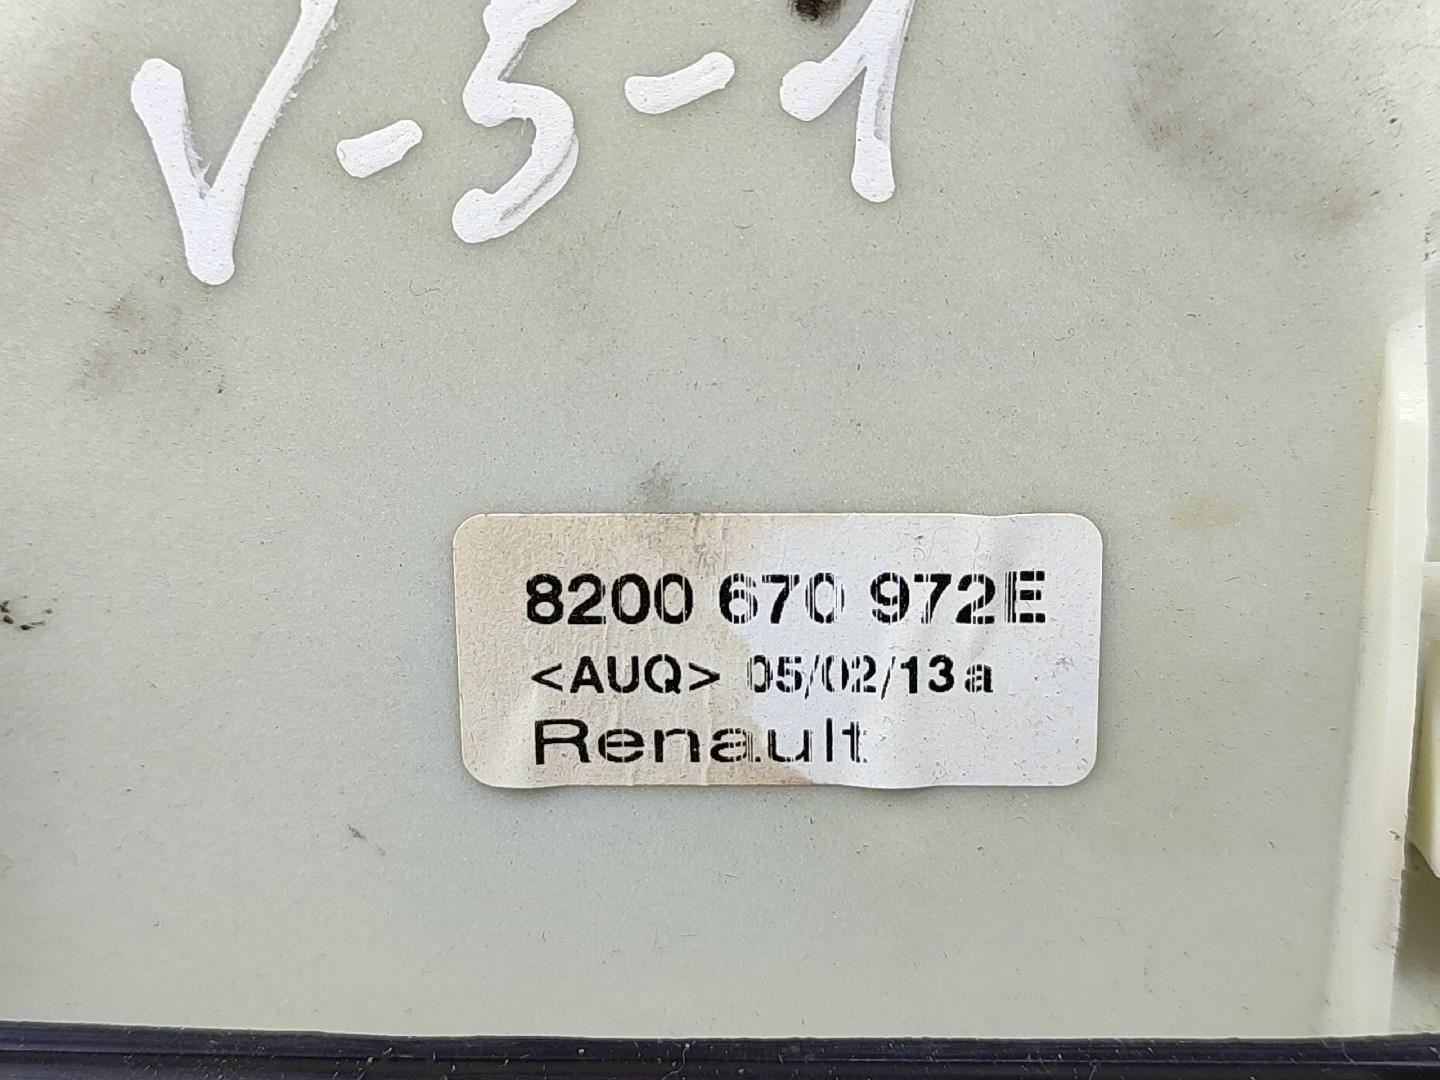 V-5-1
8200 670 972E
<AUQ> 05/02/13a
Renault